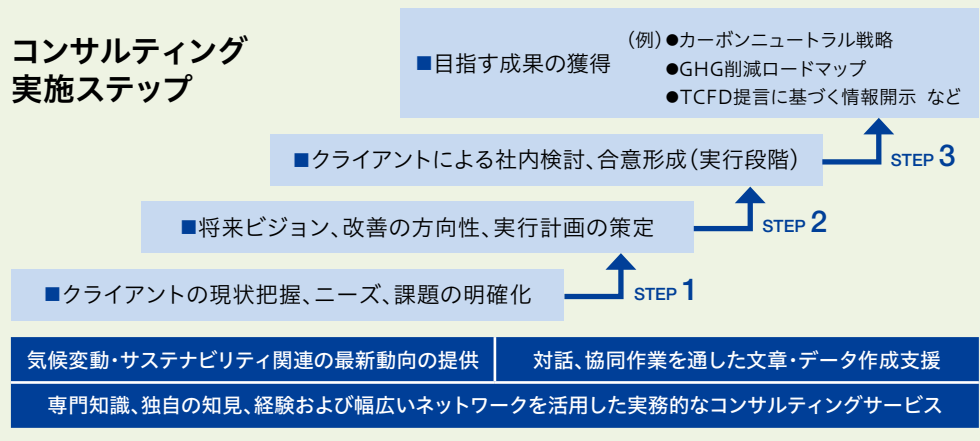 コンサルティング
実施ステップ
■目指す成果の獲得
（例）●カーボンニュートラル戦略
●GHG削減ロードマップ
●TCFD提言に基づく情報開示 など
■クライアントによる社内検討、合意形成（実行段階）
STEP 3
■将来ビジョン、改善の方向性、実行計画の策定
STEP 2
■クライアントの現状把握、ニーズ、課題の明確化
STEP 1
気候変動・サステナビリティ関連の最新動向の提供
対話、協同作業を通した文章・データ作成支援
専門知識、独自の知見、経験および幅広いネットワークを活用した実務的なコンサルティングサービス